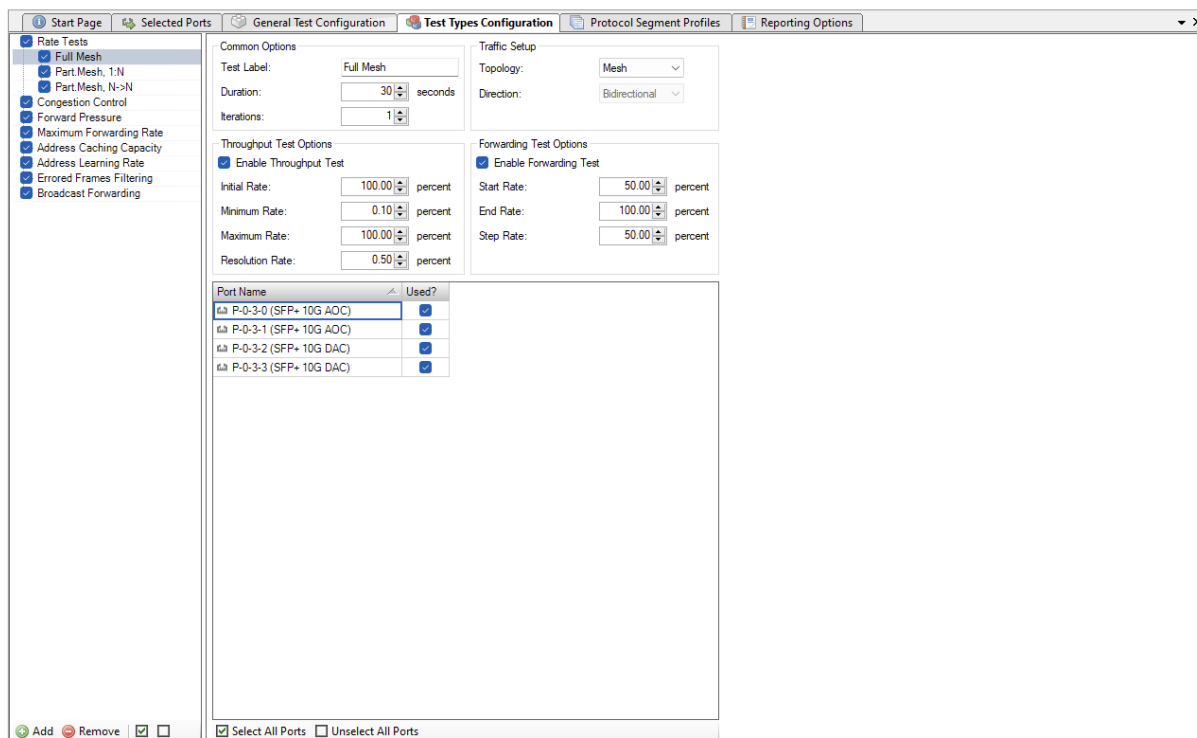 Start Page Selected Ports General Test Configuration Test Types Configuration Protocol Segment Profiles Reporting Options
Rate Tests
Full Mesh
Part.Mesh, 1:N
Part.Mesh, N->N
Congestion Control
Forward Pressure
Maximum Forwarding Rate
Address Caching Capacity
Address Learning Rate
Errored Frames Filtering
Broadcast Forwarding
Common Options
Test Label: Full Mesh
Duration: 30 seconds
Iterations: 1
Traffic Setup
Topology: Mesh
Direction: Bidirectional
Throughput Test Options
Enable Throughput Test
Initial Rate: 100.00 percent
Minimum Rate: 0.10 percent
Maximum Rate: 100.00 percent
Resolution Rate: 0.50 percent
Forwarding Test Options
Enable Forwarding Test
Start Rate: 50.00 percent
End Rate: 100.00 percent
Step Rate: 50.00 percent
Port Name Used?
P-0-3-0 (SFP+ 10G AOC)
P-0-3-1 (SFP+ 10G AOC)
P-0-3-2 (SFP+ 10G DAC)
P-0-3-3 (SFP+ 10G DAC)
Add Remove
Select All Ports Unselect All Ports